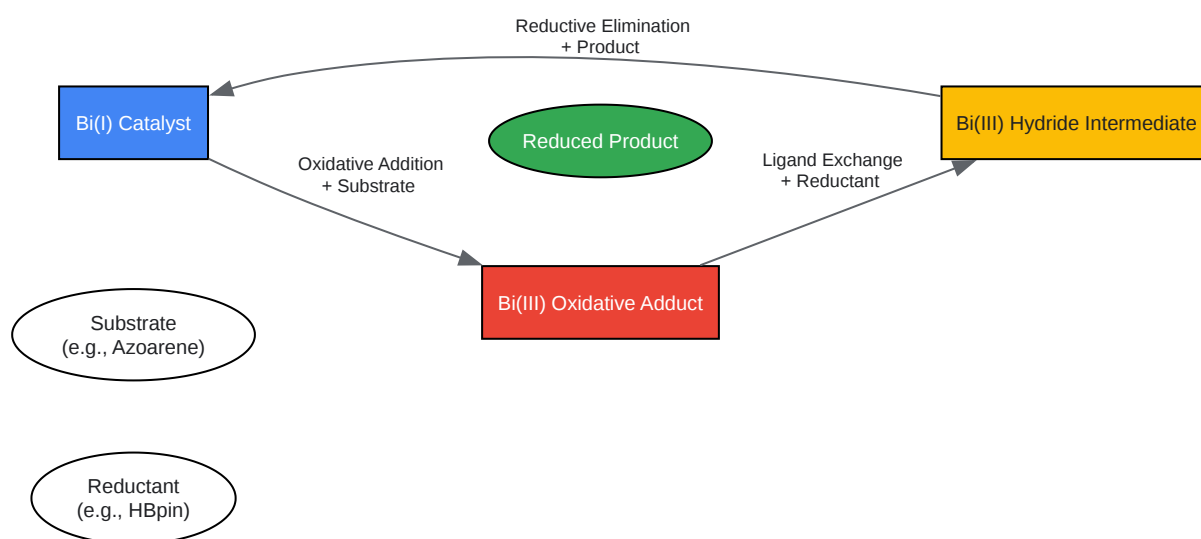 Reductive Elimination
+ Product
Bi(I) Catalyst
Reduced Product
Bi(III) Hydride Intermediate
Oxidative Addition
+ Substrate
Ligand Exchange
+ Reductant
Bi(III) Oxidative Adduct
Substrate
(e.g., Azoarene)
Reductant
(e.g., HBpin)